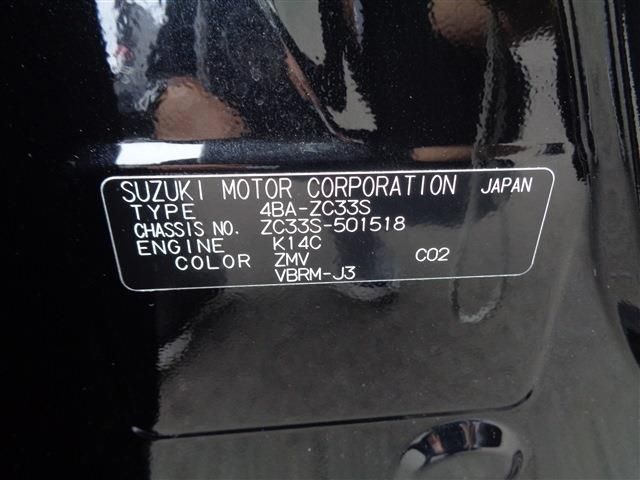 SUZUKI MOTOR CORPORATION JAPAN
TYPE 4BA-ZC33S
CHASSIS NO. ZC33S-501518
ENGINE K14C
COLOR ZMV C02
VBRM-J3